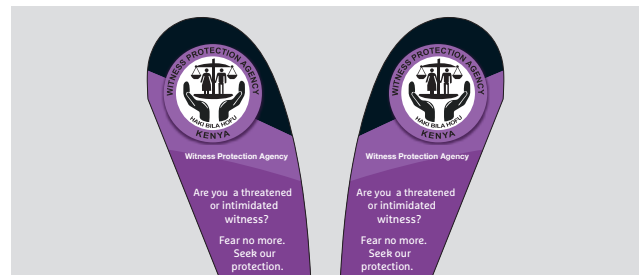 WITNESS PROTECTION AGENCY
HAKI BILA HOFU
KENYA
Witness Protection Agency
Are you  a threatened
or intimidated
witness?
Fear no more.
Seek our
protection.
WITNESS PROTECTION AGENCY
HAKI BILA HOFU
KENYA
Witness Protection Agency
Are you  a threatened
or intimidated
witness?
Fear no more.
Seek our
protection.